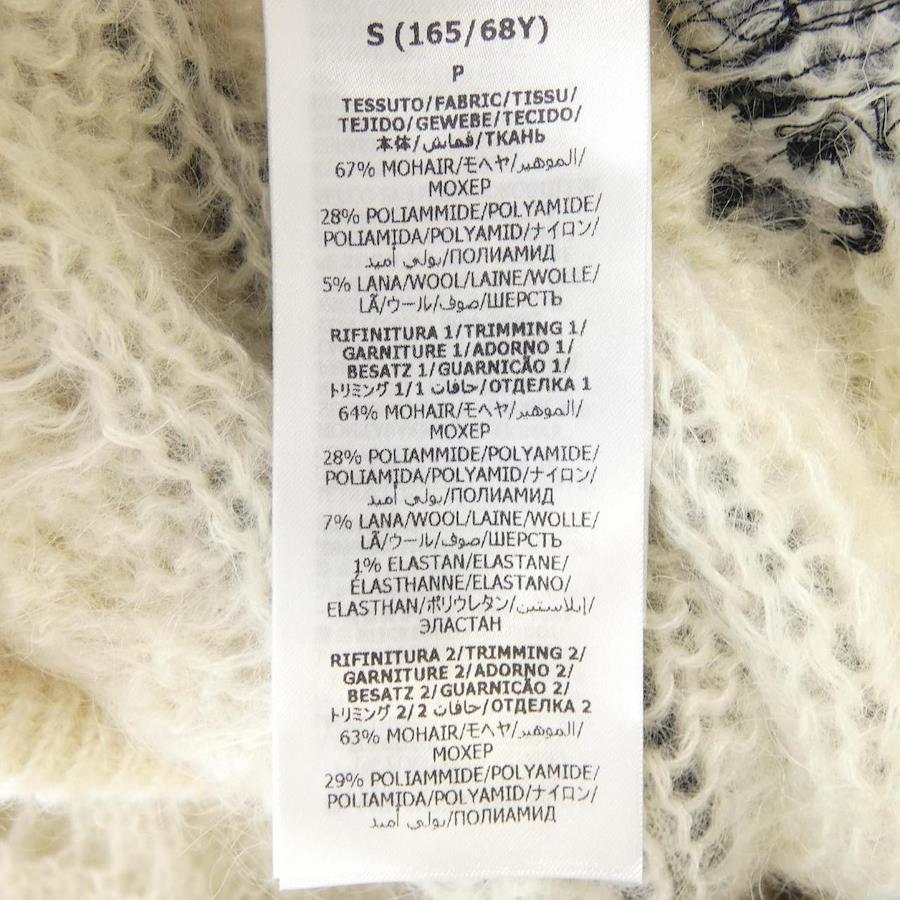 S (165/68Y)
P
TESSUTO/FABRIC/TISSU/
TEJIDO/GEWEBE/TECIDO/
本体/قماش/ТКАНЬ
67% MOHAIR/モヘヤ/الموهير/
МОХЕР
28% POLIAMMIDE/POLYAMIDE/
POLIAMIDA/POLYAMID/ナイロン/
بولي أميد/ПОЛИАМИД
5% LANA/WOOL/LAINE/WOLLE/
LÃ/ウール/صوف/ШЕРСТЬ
RIFINITURA 1/TRIMMING 1/
GARNITURE 1/ADORNO 1/
BESATZ 1/GUARNIÇÃO 1/
トリミング 1/1 حافات/ОТДЕЛКА 1
64% MOHAIR/モヘヤ/الموهير/
МОХЕР
28% POLIAMMIDE/POLYAMIDE/
POLIAMIDA/POLYAMID/ナイロン/
بولي أميد/ПОЛИАМИД
7% LANA/WOOL/LAINE/WOLLE/
LÃ/ウール/صوف/ШЕРСТЬ
1% ELASTAN/ELASTANE/
ÉLASTHANNE/ELASTANO/
ELASTHAN/ポリウレタン/إيلاستين/
ЭЛАСТАН
RIFINITURA 2/TRIMMING 2/
GARNITURE 2/ADORNO 2/
BESATZ 2/GUARNIÇÃO 2/
トリミング 2/2 حافات/ОТДЕЛКА 2
63% MOHAIR/モヘヤ/الموهير/
МОХЕР
29% POLIAMMIDE/POLYAMIDE/
POLIAMIDA/POLYAMID/ナイロン/
بولي أميد/ПОЛИАМИД